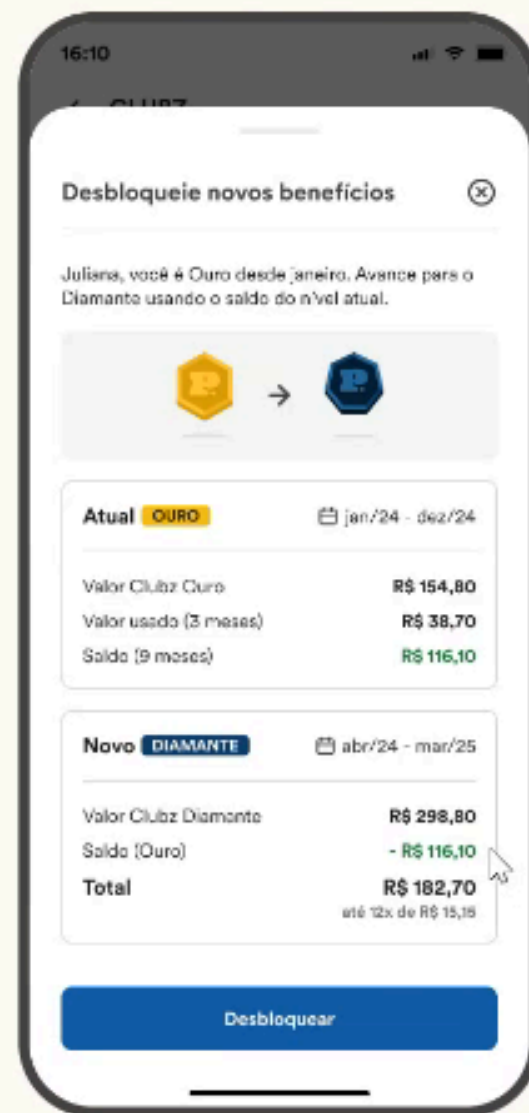 16:10
CLUBZ
Desbloqueie novos benefícios
Juliana, você é Ouro desde janeiro. Avance para o
Diamante usando o saldo do nível atual.
P.
P.
Atual OURO jan/24 - dez/24
Valor Clubz Ouro R$ 154,80
Valor usado (3 meses) R$ 38,70
Saldo (9 meses) R$ 116,10
Novo DIAMANTE abr/24 - mar/25
Valor Clubz Diamante R$ 298,80
Saldo (Ouro) - R$ 116,10
Total R$ 182,70
até 12x de R$ 15,15
Desbloquear